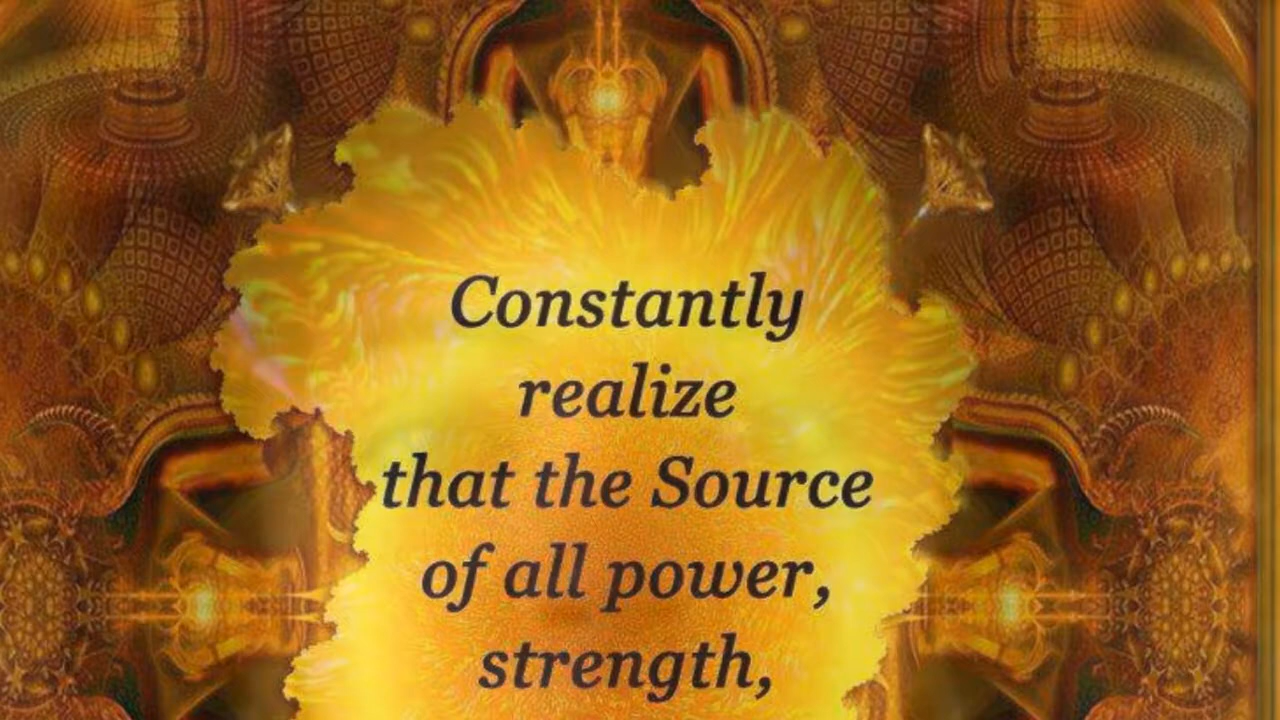 Constantly
realize
that the Source
of all power,
strength,